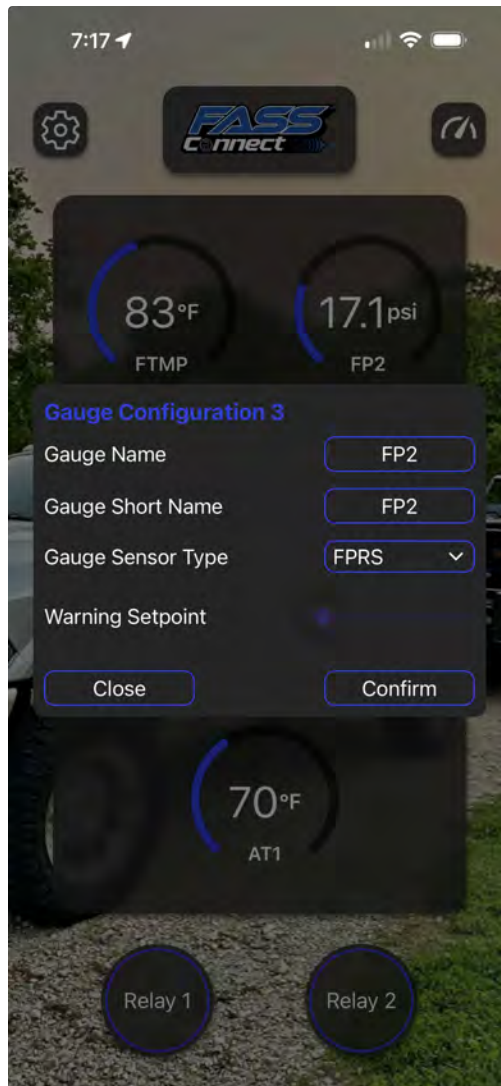 7:17
FASS
Connect
83°F
17.1psi
FTMP
FP2
Gauge Configuration 3
Gauge Name
FP2
Gauge Short Name
FP2
Gauge Sensor Type
FPRS
Warning Setpoint
Close
Confirm
70°F
AT1
Relay 1
Relay 2